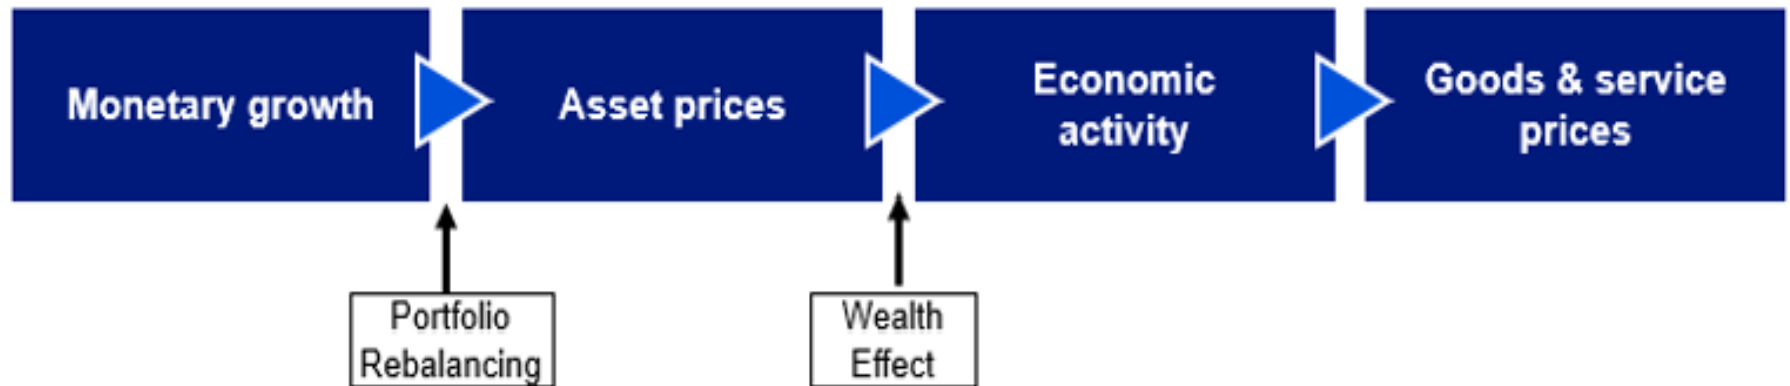 Monetary growth
Asset prices
Economic
activity
Goods & service
prices
Portfolio
Rebalancing
Wealth
Effect